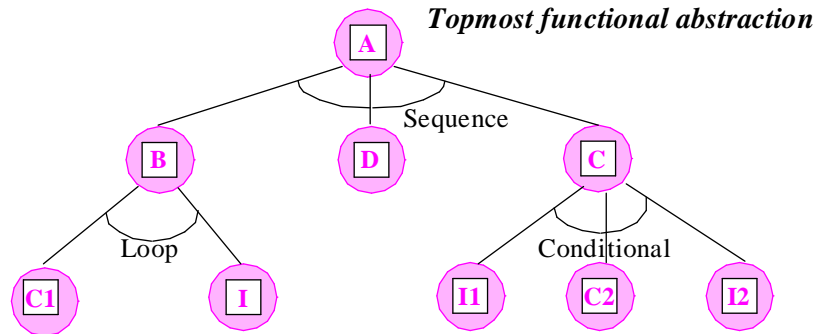 Topmost functional abstraction
A
Sequence
B
D
C
Loop
Conditional
C1
I
I1
C2
I2